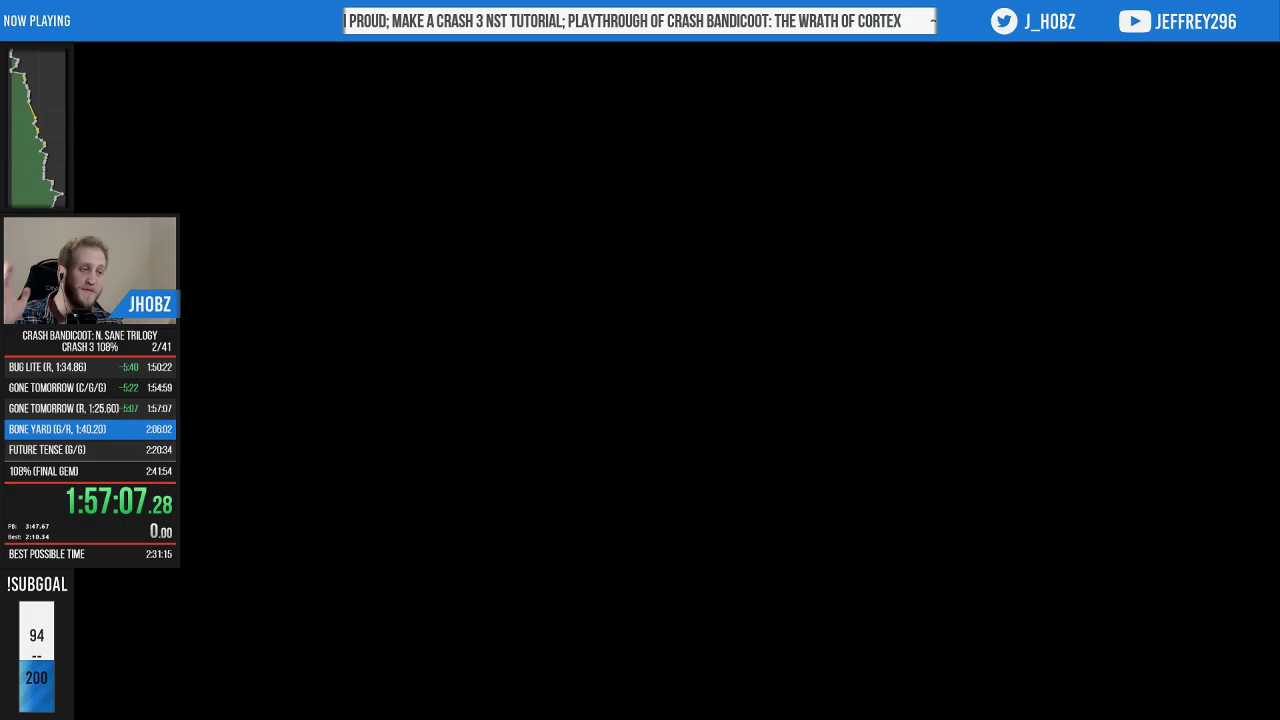 NOW PLAYING
I PROUD; MAKE A CRASH 3 NST TUTORIAL; PLAYTHROUGH OF CRASH BANDICOOT: THE WRATH OF CORTEX ~
J_HOBZ
JEFFREY296
JHOBZ
CRASH BANDICOOT: N. SANE TRILOGY
CRASH 3 108% 2/41
BUG LITE (R, 1:34.86) -5:40 1:50:22
GONE TOMORROW (C/G/G) -5:22 1:54:59
GONE TOMORROW (R, 1:25.60) -5:07 1:57:07
BONE YARD (G/R, 1:40.20) 2:06:02
FUTURE TENSE (G/G) 2:20:34
108% (FINAL GEM) 2:41:54
1:57:07.28
PB: 3:47.67
0.00
Best: 2:10.34
BEST POSSIBLE TIME 2:31:15
!SUBGOAL
94
--
200